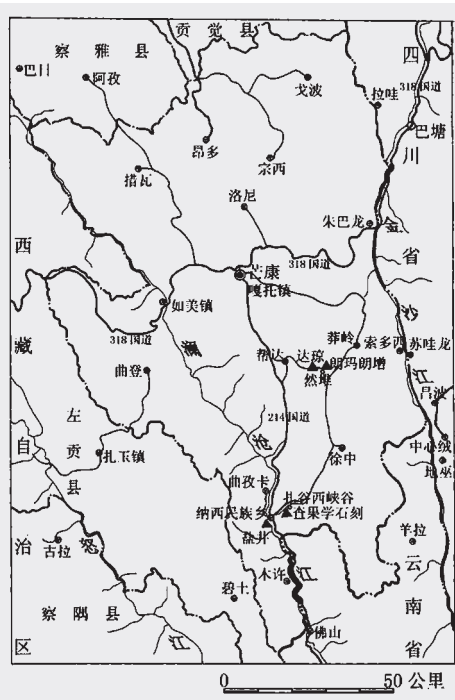 贡觉县
察雅县
四
巴日
阿孜
戈波
拉哇
318国道
巴塘
川
昂多
宗西
措瓦
洛尼
朱巴龙
金
西
省
芒康
318国道
嘎托镇
如美镇
沙
莽岭
索多西
苏哇龙
318国道
澜
藏
帮达
达琼
朗玛朗增
江
然堆
曲登
昌波
左
214国道
贡
沧
中心绒
自
县
扎玉镇
徐中
地巫
曲孜卡
扎谷西峡谷
纳西民族乡
查果学石刻
盐井
羊拉
治
古拉
怒
云
木许
江
碧土
察隅县
南
佛山
区
江
省
0
50 公里